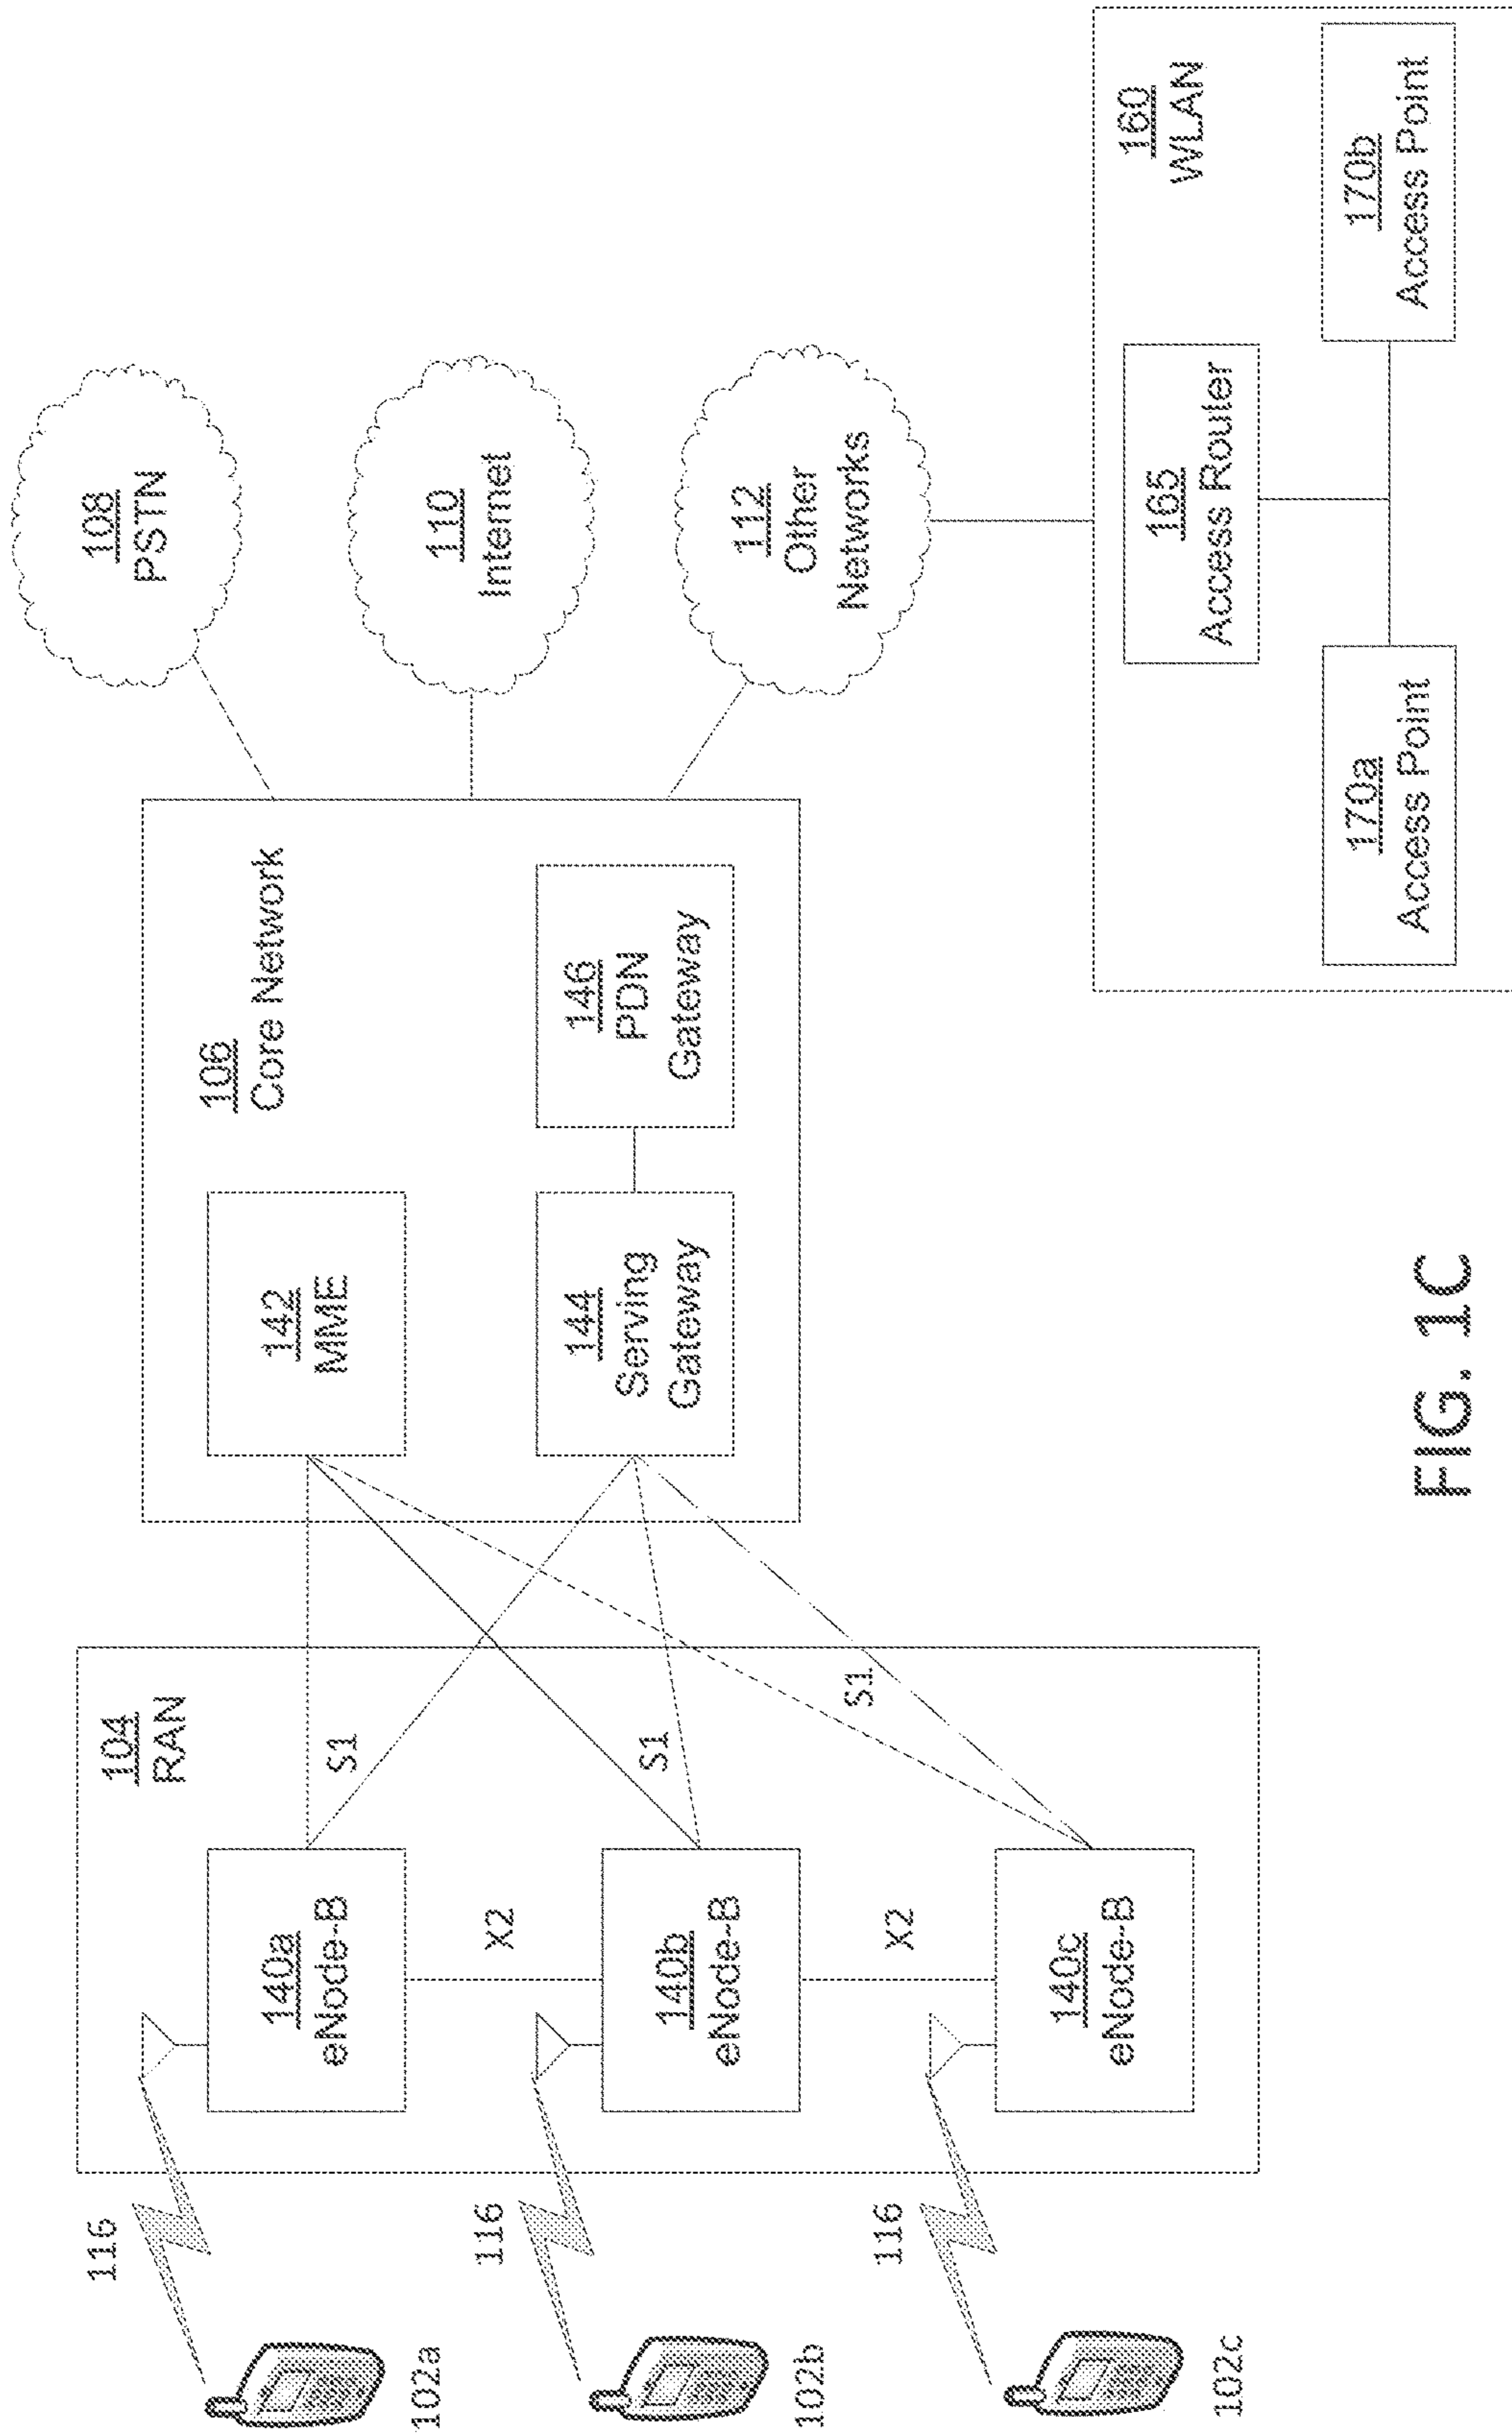 116
102a
116
102b
116
102c
104
RAN
140a
eNode-B
X2
140b
eNode-B
X2
140c
eNode-B
S1
S1
S1
106
Core Network
142
MME
144
Serving
Gateway
146
PDN
Gateway
108
PSTN
110
Internet
112
Other
Networks
160
WLAN
165
Access Router
170a
Access Point
170b
Access Point
FIG. 1C